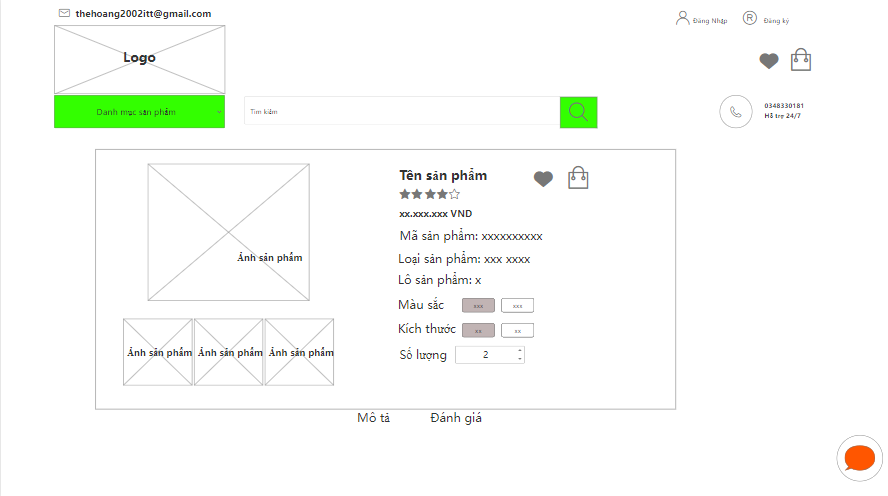 thehoang2002itt@gmail.com
Đăng Nhập
Đăng ký
Logo
Danh mục sản phẩm
Tìm kiếm
0348330181
Hỗ trợ 24/7
Tên sản phẩm
xx.xxx.xxx VND
Mã sản phẩm: xxxxxxxxxx
Loại sản phẩm: xxx xxxx
Lô sản phẩm: x
Màu sắc xxx xxx
Kích thước xx xx
Số lượng 2
Ảnh sản phẩm
Ảnh sản phẩm Ảnh sản phẩm Ảnh sản phẩm
Mô tả Đánh giá